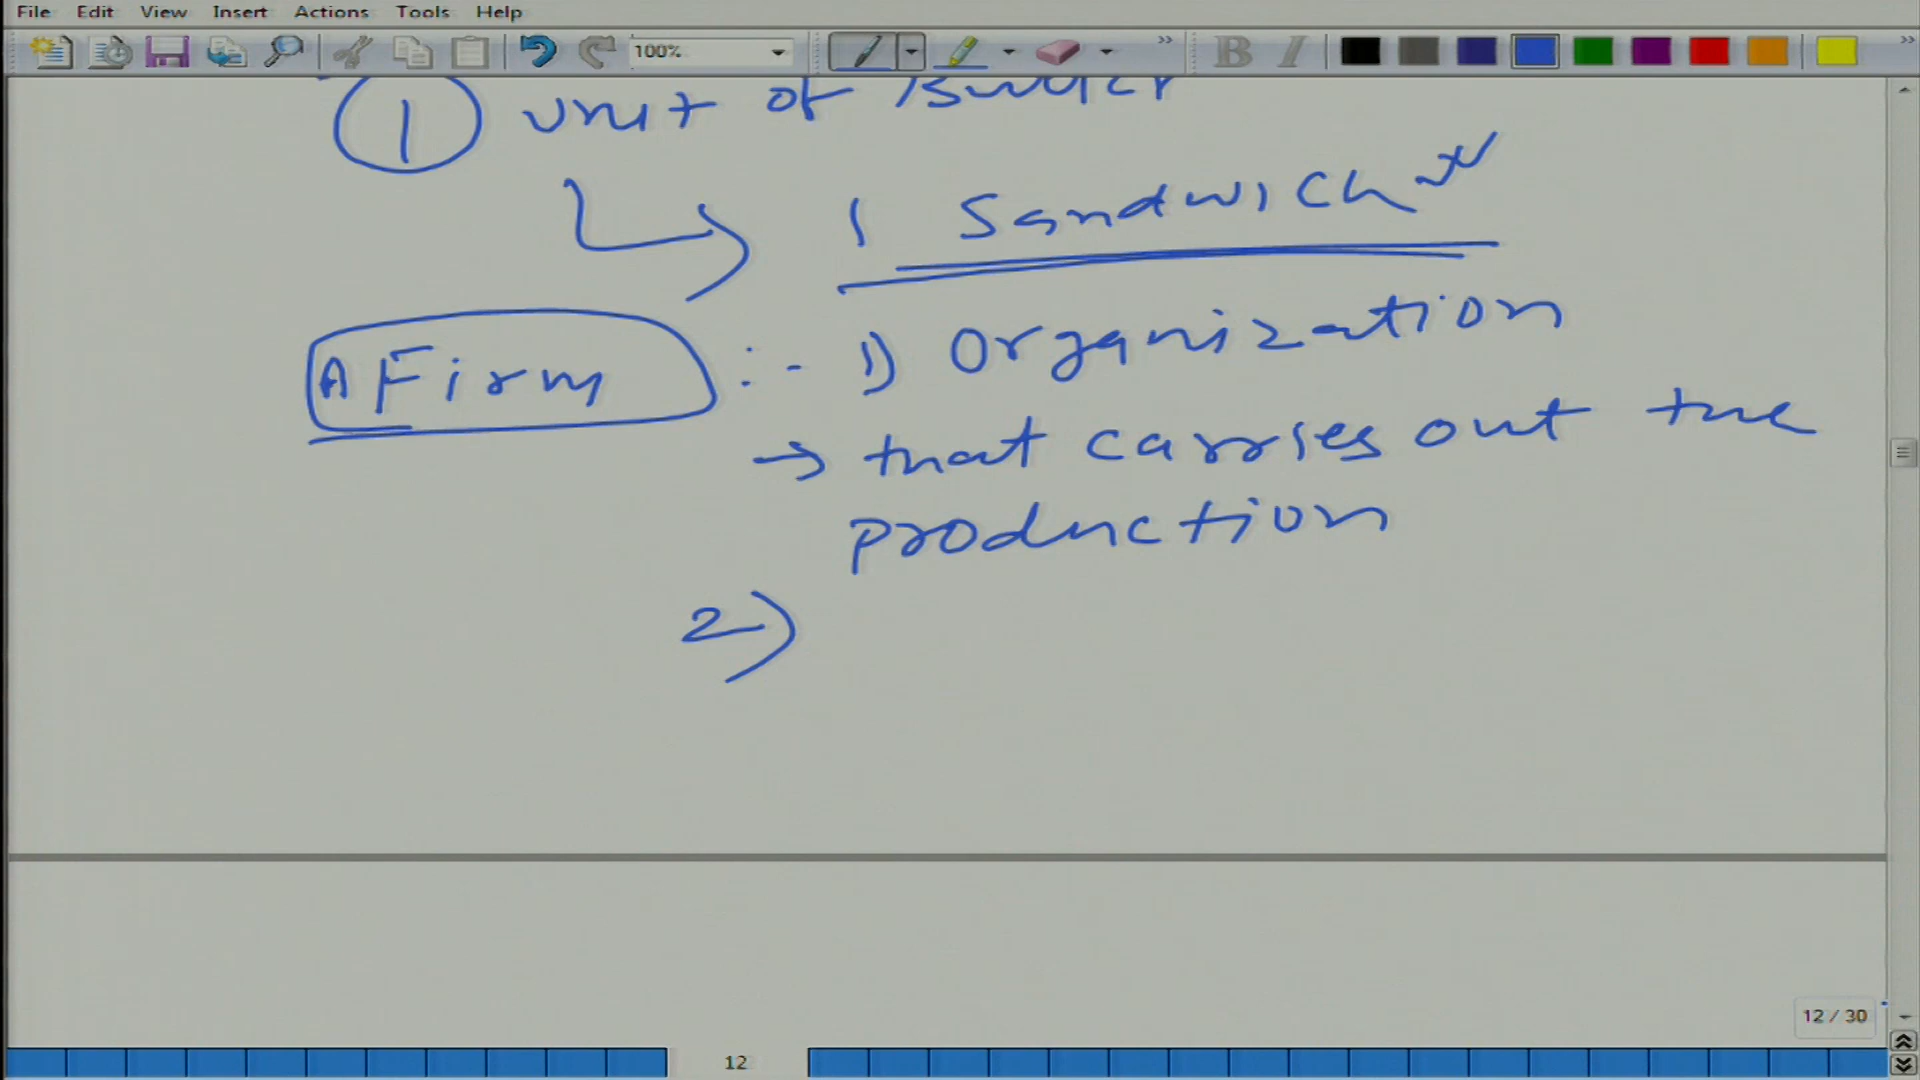 File Edit View Insert Actions Tools Help
100% B I
1 unit of Butter
1 Sandwich
A Firm :- 1) Organization
→ that carries out the
production
2)
12 / 30
12